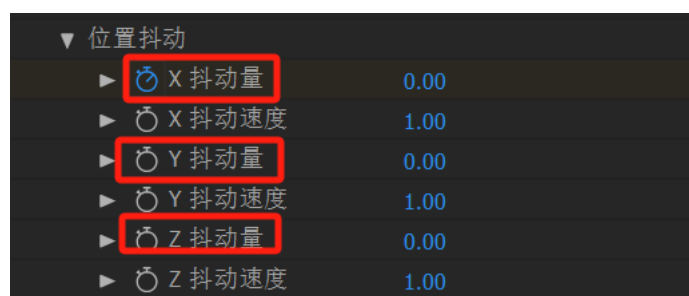 位置抖动
X 抖动量 0.00
X 抖动速度 1.00
Y 抖动量 0.00
Y 抖动速度 1.00
Z 抖动量 0.00
Z 抖动速度 1.00